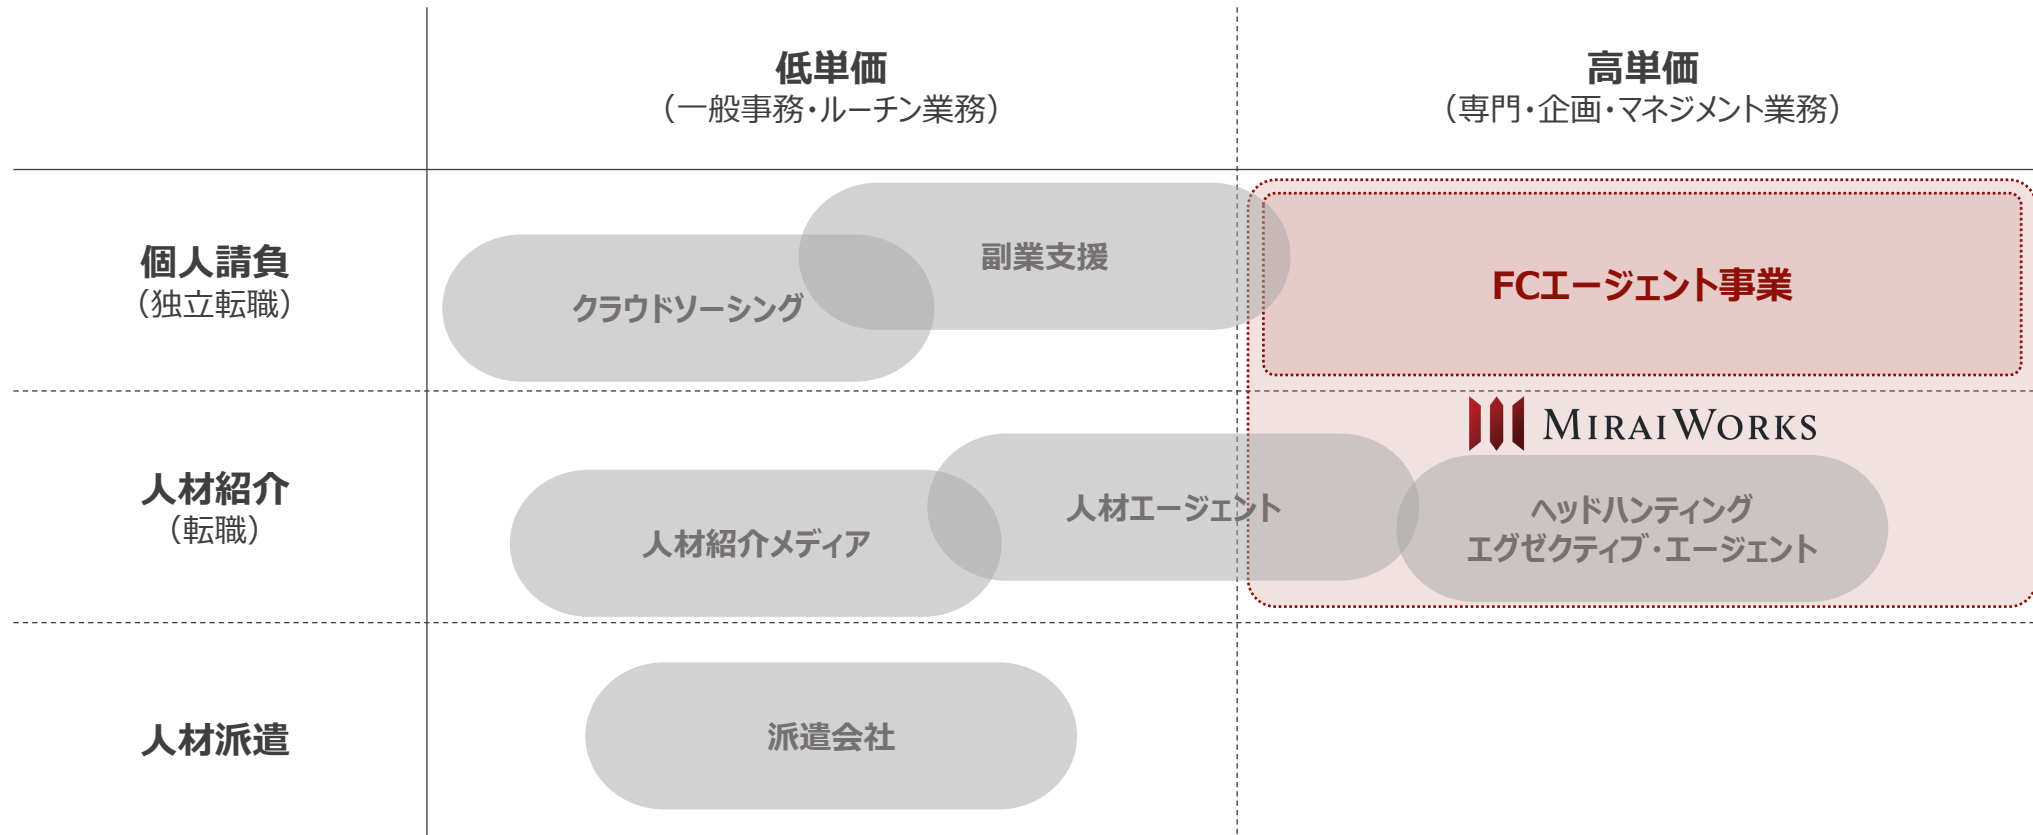 低単価
（一般事務・ルーチン業務）
高単価
（専門・企画・マネジメント業務）
個人請負
（独立転職）
クラウドソーシング
副業支援
FCエージェント事業
人材紹介
（転職）
人材紹介メディア
人材エージェント
MIRAIWORKS
ヘッドハンティング
エグゼクティブ・エージェント
人材派遣
派遣会社